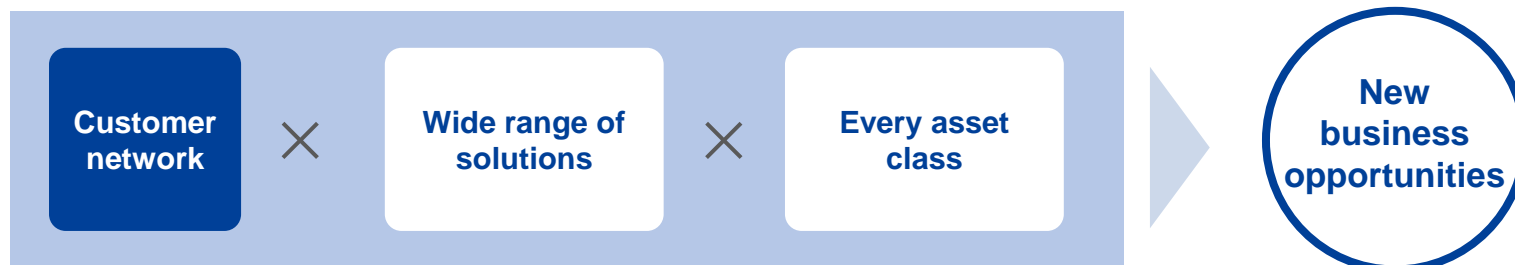 Customer
network
×
Wide range of
solutions
×
Every asset
class
New
business
opportunities